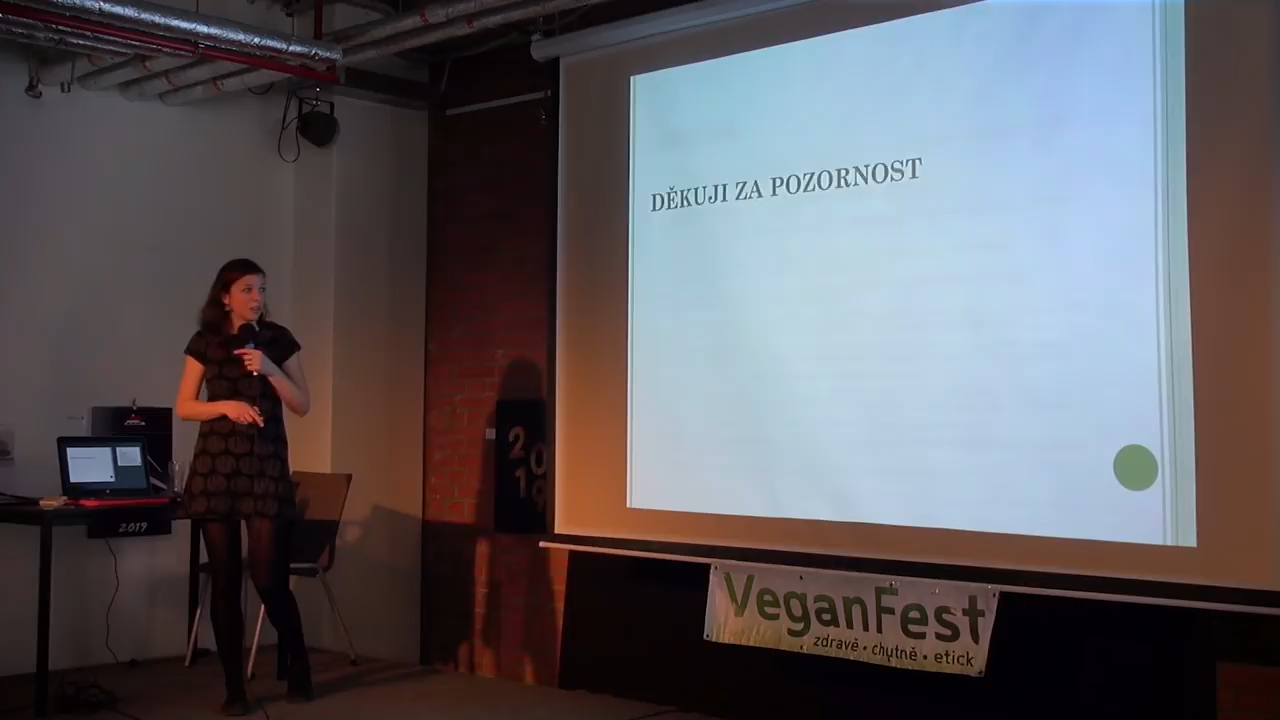 DĚKUJI ZA POZORNOST
20
19
2019
VeganFest
zdravě • chutně • etick